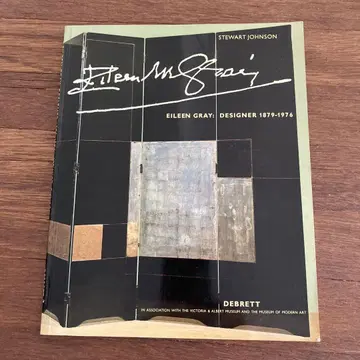 STEWART JOHNSON
Eileen Gray
EILEEN GRAY: DESIGNER 1879-1976
DEBRETT
IN ASSOCIATION WITH THE VICTORIA & ALBERT MUSEUM AND THE MUSEUM OF MODERN ART